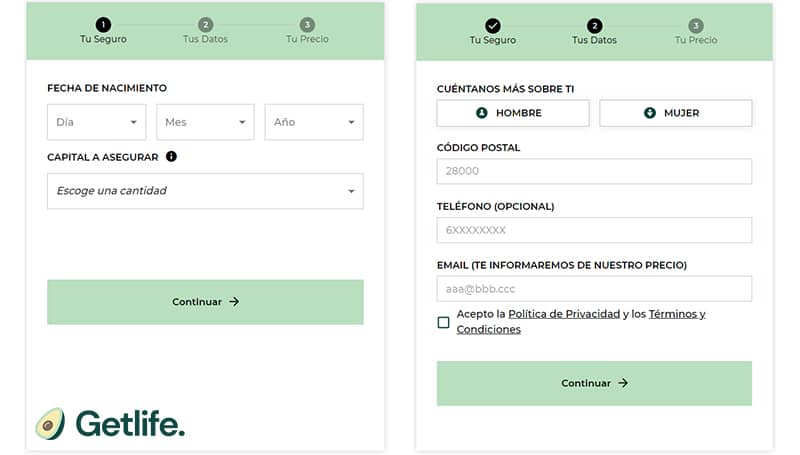 1 2 3
Tu Seguro Tus Datos Tu Precio
FECHA DE NACIMIENTO
Día Mes Año
CAPITAL A ASEGURAR i
Escoge una cantidad
Continuar →
Getlife.
2 3
Tu Seguro Tus Datos Tu Precio
CUÉNTANOS MÁS SOBRE TI
HOMBRE MUJER
CÓDIGO POSTAL
28000
TELÉFONO (OPCIONAL)
6XXXXXXXX
EMAIL (TE INFORMAREMOS DE NUESTRO PRECIO)
aaa@bbb.ccc
Acepto la Política de Privacidad y los Términos y
Condiciones
Continuar →